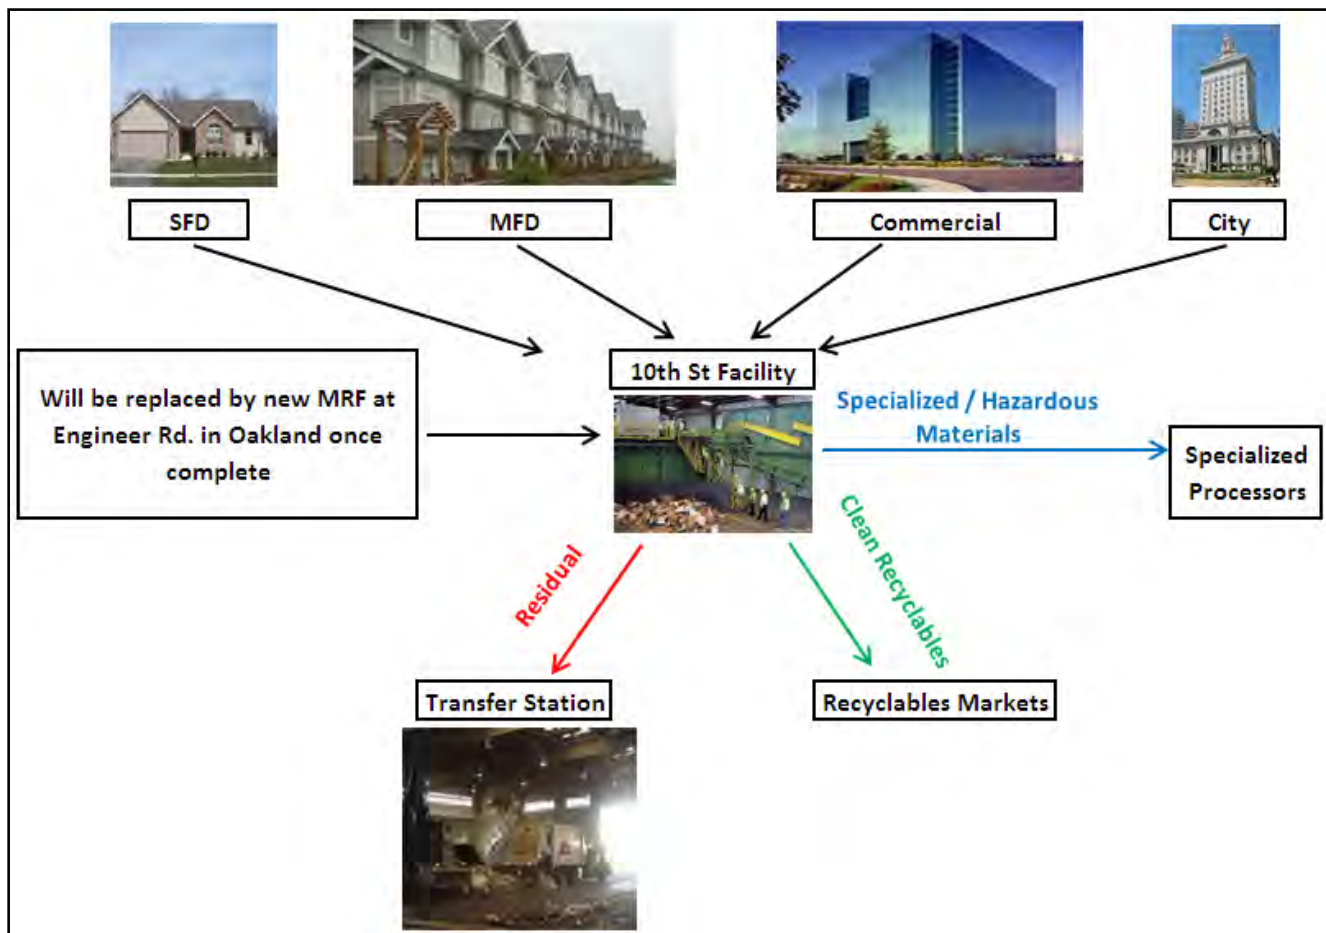 SFD
MFD
Commercial
City
10th St Facility
Will be replaced by new MRF at
Engineer Rd. in Oakland once
complete
Specialized / Hazardous
Materials
Specialized
Processors
Residual
Clean Recyclables
Transfer Station
Recyclables Markets